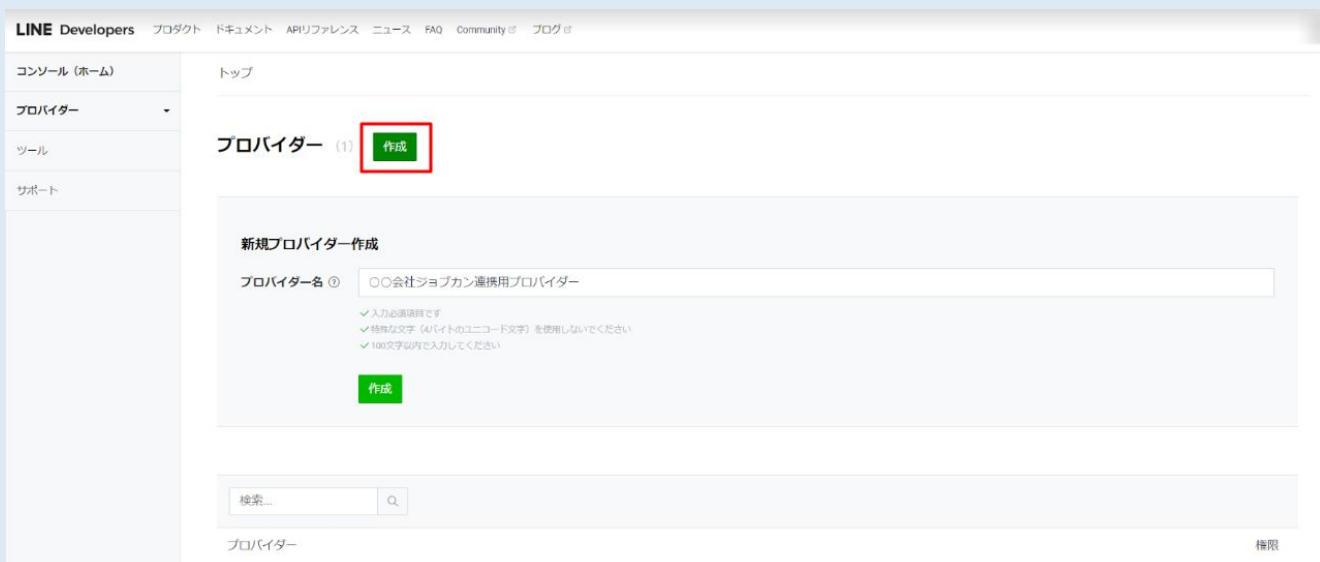 LINE Developers プロダクト ドキュメント APIリファレンス ニュース FAQ Community ブログ
コンソール（ホーム）
トップ
プロバイダー
ツール
サポート
プロバイダー (1) 作成
新規プロバイダー作成
プロバイダー名 ? ○○会社ジョブカン連携用プロバイダー
入力必須項目です
特殊な文字（4バイトのユニコード文字）を使用しないでください
100文字以内で入力してください
作成
検索...
プロバイダー 権限